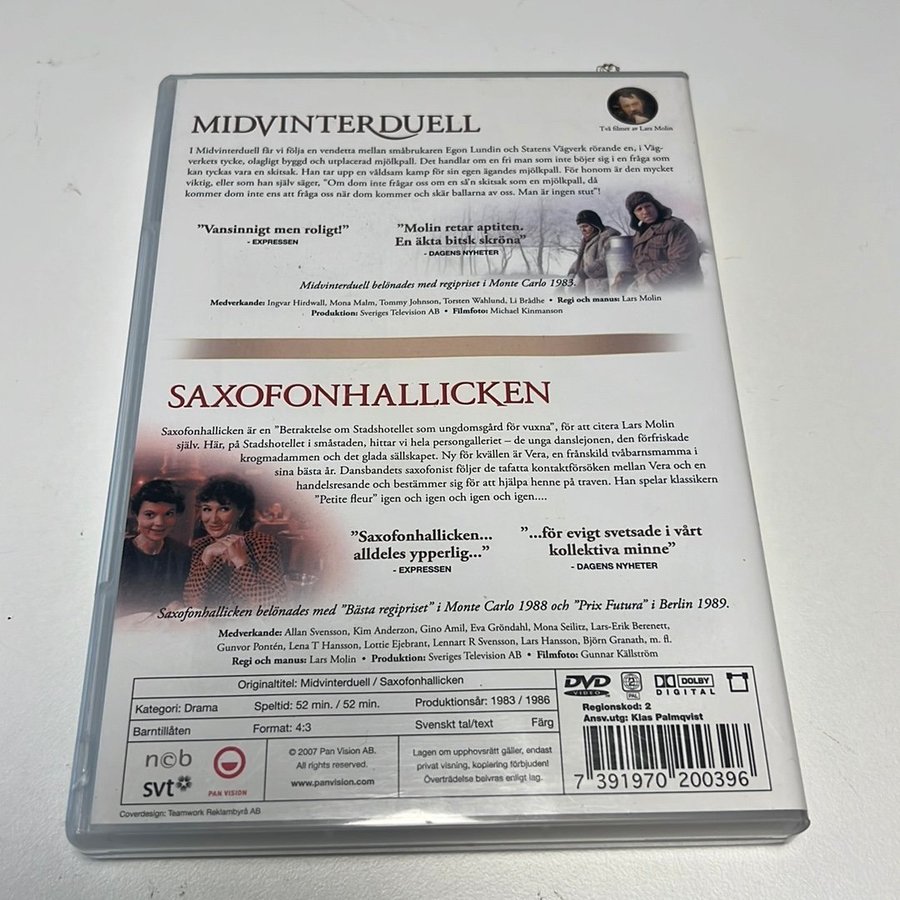 MIDVINTERDUELL
Två filmer av Lars Molin
I Midvinterduell får vi följa en vendetta mellan småbrukaren Egon Lundin och Statens Vägverk rörande en, i Väg-
verkets tycke, olagligt byggd och utplacerad mjölkpall. Det handlar om en fri man som inte böjer sig i en fråga som
kan tyckas vara en skitsak. Han tar upp en våldsam kamp för sin egen ägandes mjölkpall. För honom är den mycket
viktig, eller som han själv säger, "Om dom inte frågar oss om en så'n skitsak som en mjölkpall, då
kommer dom inte ens att fråga oss när dom kommer och skär ballarna av oss. Man är ingen stut"!
"Vansinnigt men roligt!"
- EXPRESSEN
"Molin retar aptiten.
En äkta bitsk skröna"
- DAGENS NYHETER
Midvinterduell belönades med regipriset i Monte Carlo 1983.
Medverkande: Ingvar Hirdwall, Mona Malm, Tommy Johnson, Torsten Wahlund, Li Brådhe • Regi och manus: Lars Molin
Produktion: Sveriges Television AB • Filmfoto: Michael Kinmanson
SAXOFONHALLICKEN
Saxofonhallicken är en "Betraktelse om Stadshotellet som ungdomsgård för vuxna", för att citera Lars Molin
själv. Här, på Stadshotellet i småstaden, hittar vi hela persongalleriet – de unga danslejonen, den förfriskade
krogmadammen och det glada sällskapet. Ny för kvällen är Vera, en frånskild tvåbarnsmamma i
sina bästa år. Dansbandets saxofonist följer de tafatta kontaktförsöken mellan Vera och en
handelsresande och bestämmer sig för att hjälpa henne på traven. Han spelar klassikern
"Petite fleur" igen och igen och igen och igen....
"Saxofonhallicken...
alldeles ypperlig..."
- EXPRESSEN
"...för evigt svetsade i vårt
kollektiva minne"
- DAGENS NYHETER
Saxofonhallicken belönades med "Bästa regipriset" i Monte Carlo 1988 och "Prix Futura" i Berlin 1989.
Medverkande: Allan Svensson, Kim Anderzon, Gino Amil, Eva Gröndahl, Mona Seilitz, Lars-Erik Berenett,
Gunvor Pontén, Lena T Hansson, Lottie Ejebrant, Lennart R Svensson, Lars Hansson, Björn Granath, m. fl.
Regi och manus: Lars Molin • Produktion: Sveriges Television AB • Filmfoto: Gunnar Källström
Originaltitel: Midvinterduell / Saxofonhallicken
Kategori: Drama
Speltid: 52 min. / 52 min.
Produktionsår: 1983 / 1986
Barntillåten
Format: 4:3
Svenskt tal/text
Färg
DVD
VIDEO
2
PAL
DOLBY
DIGITAL
Regionskod: 2
Ansv.utg: Klas Palmqvist
ncb
svt
PAN VISION
© 2007 Pan Vision AB.
All rights reserved.
www.panvision.com
Lagen om upphovsrätt gäller, endast
privat visning, kopiering förbjuden!
Överträdelse beivras enligt lag.
7 391970 200396
Coverdesign: Teamwork Reklambyrå AB